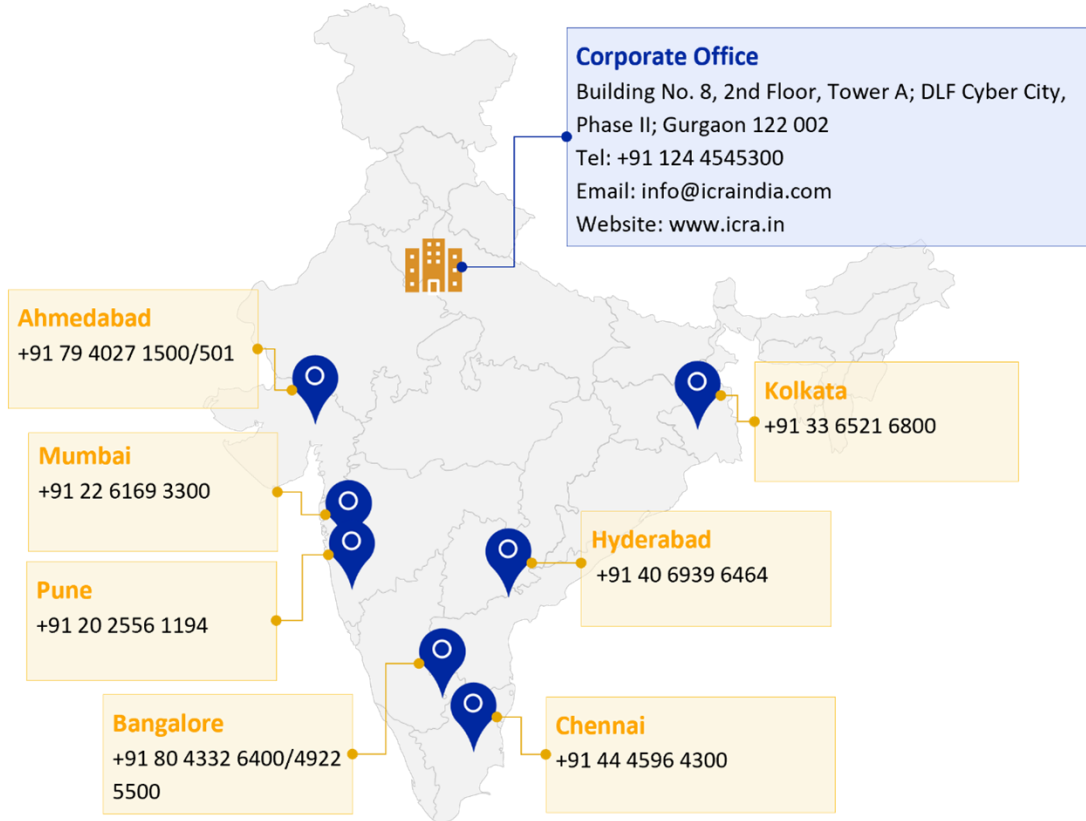 Corporate Office
Building No. 8, 2nd Floor, Tower A; DLF Cyber City,
Phase II; Gurgaon 122 002
Tel: +91 124 4545300
Email: info@icraindia.com
Website: www.icra.in
Ahmedabad
+91 79 4027 1500/501
Kolkata
+91 33 6521 6800
Mumbai
+91 22 6169 3300
Hyderabad
+91 40 6939 6464
Pune
+91 20 2556 1194
Bangalore
+91 80 4332 6400/4922
5500
Chennai
+91 44 4596 4300